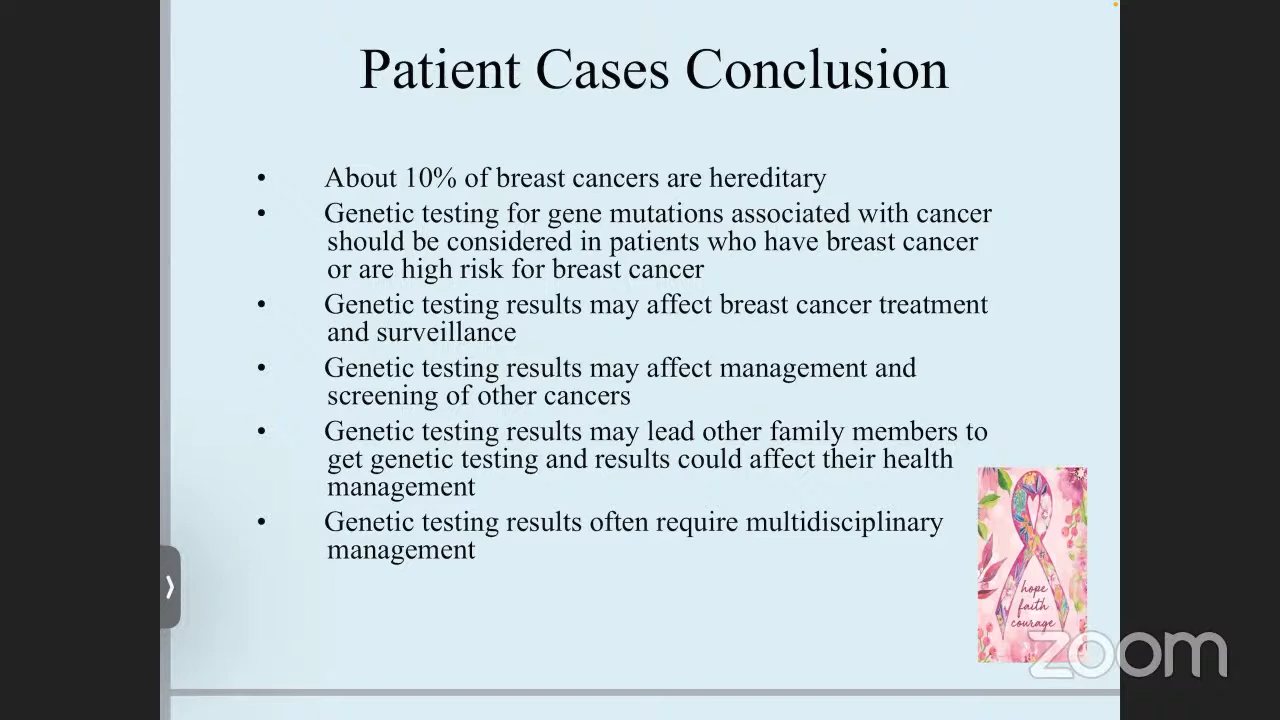 Patient Cases Conclusion
• About 10% of breast cancers are hereditary
• Genetic testing for gene mutations associated with cancer
should be considered in patients who have breast cancer
or are high risk for breast cancer
• Genetic testing results may affect breast cancer treatment
and surveillance
• Genetic testing results may affect management and
screening of other cancers
• Genetic testing results may lead other family members to
get genetic testing and results could affect their health
management
• Genetic testing results often require multidisciplinary
management
hope
faith
courage
zoom